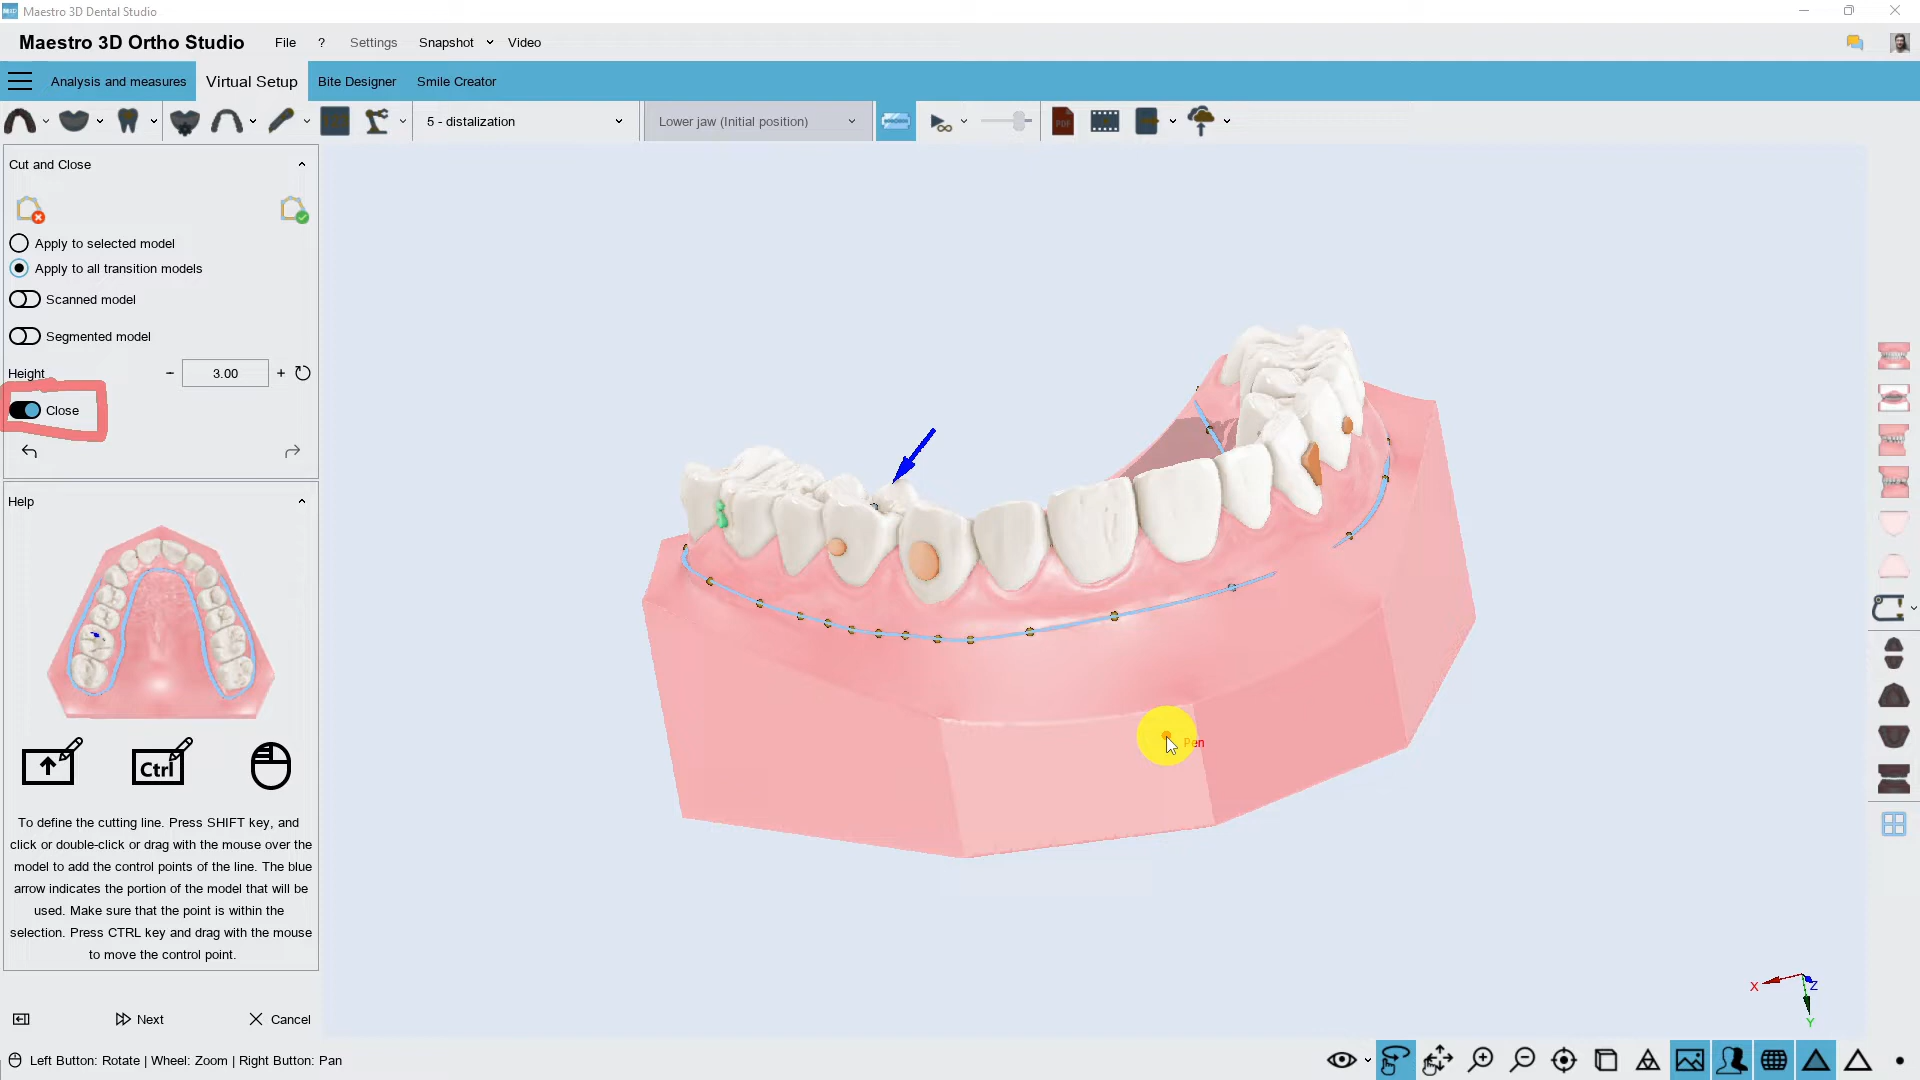 Maestro 3D Dental Studio
Maestro 3D Ortho Studio File ? Settings Snapshot Video
Analysis and measures Virtual Setup Bite Designer Smile Creator
5 - distalization Lower jaw (Initial position) PDF
Cut and Close
Apply to selected model
Apply to all transition models
Scanned model
Segmented model
Height - 3.00 +
Close
Help
Ctrl
To define the cutting line. Press SHIFT key, and
click or double-click or drag with the mouse over the
model to add the control points of the line. The blue
arrow indicates the portion of the model that will be
used. Make sure that the point is within the
selection. Press CTRL key and drag with the mouse
to move the control point.
Next Cancel
Left Button: Rotate | Wheel: Zoom | Right Button: Pan
Pen
X Z
Y